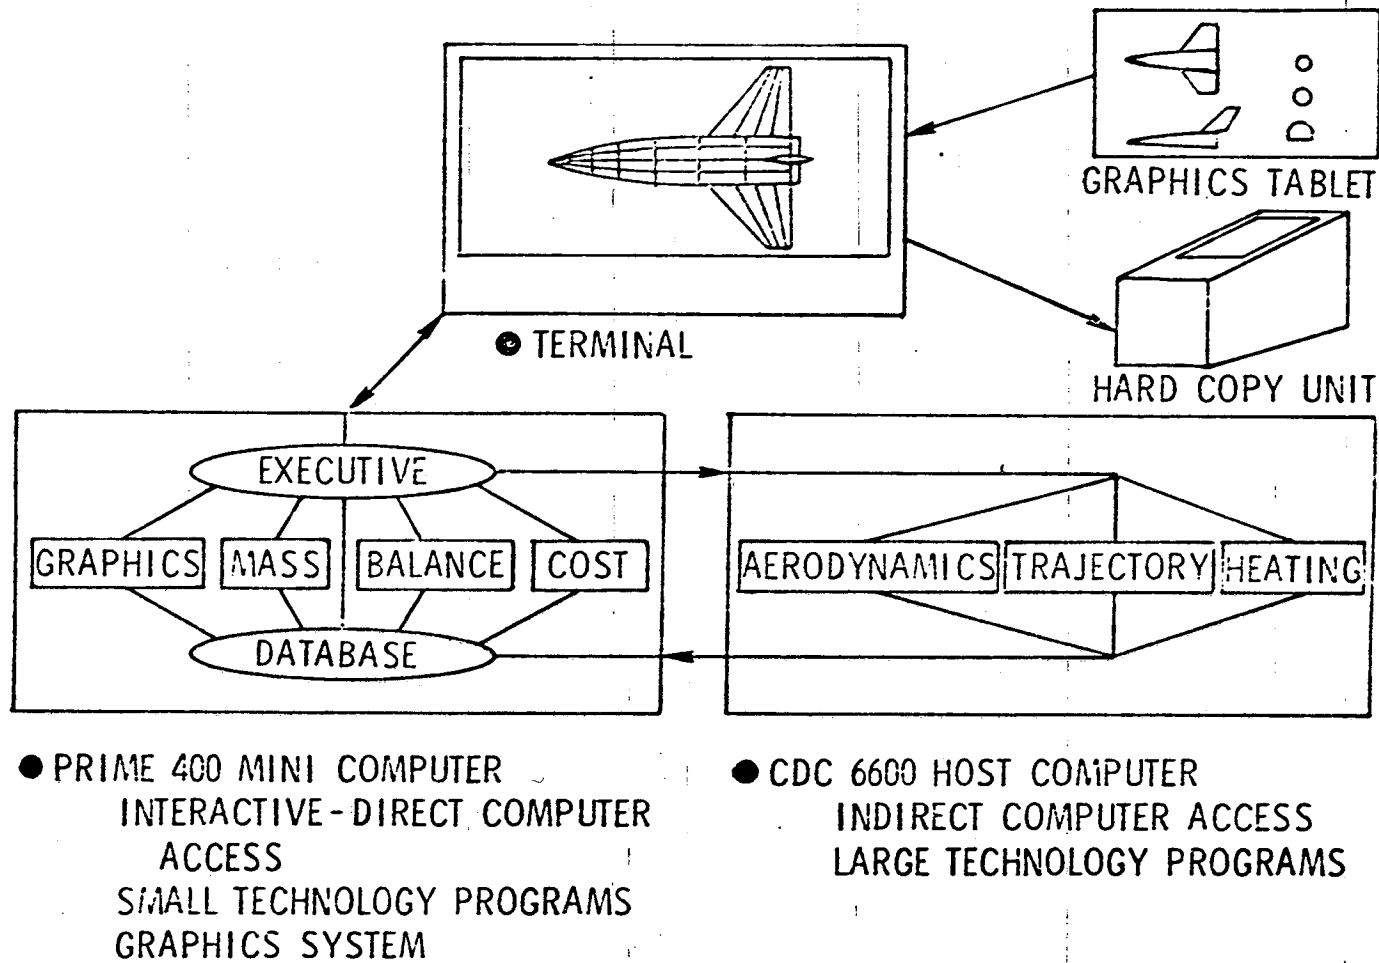 GRAPHICS TABLET
● TERMINAL
HARD COPY UNIT
EXECUTIVE
GRAPHICS
MASS
BALANCE
COST
DATABASE
AERODYNAMICS
TRAJECTORY
HEATING
● PRIME 400 MINI COMPUTER
INTERACTIVE-DIRECT COMPUTER
ACCESS
SMALL TECHNOLOGY PROGRAMS
GRAPHICS SYSTEM
● CDC 6600 HOST COMPUTER
INDIRECT COMPUTER ACCESS
LARGE TECHNOLOGY PROGRAMS